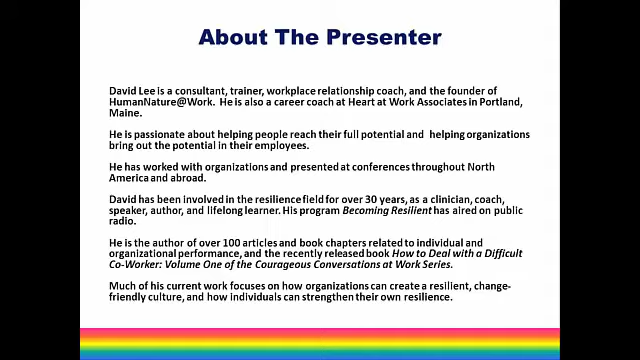 About The Presenter
David Lee is a consultant, trainer, workplace relationship coach, and the founder of
HumanNature@Work. He is also a career coach at Heart at Work Associates in Portland,
Maine.
He is passionate about helping people reach their full potential and helping organizations
bring out the potential in their employees.
He has worked with organizations and presented at conferences throughout North
America and abroad.
David has been involved in the resilience field for over 30 years, as a clinician, coach,
speaker, author, and lifelong learner. His program Becoming Resilient has aired on public
radio.
He is the author of over 100 articles and book chapters related to individual and
organizational performance, and the recently released book How to Deal with a Difficult
Co-Worker: Volume One of the Courageous Conversations at Work Series.
Much of his current work focuses on how organizations can create a resilient, change-
friendly culture, and how individuals can strengthen their own resilience.